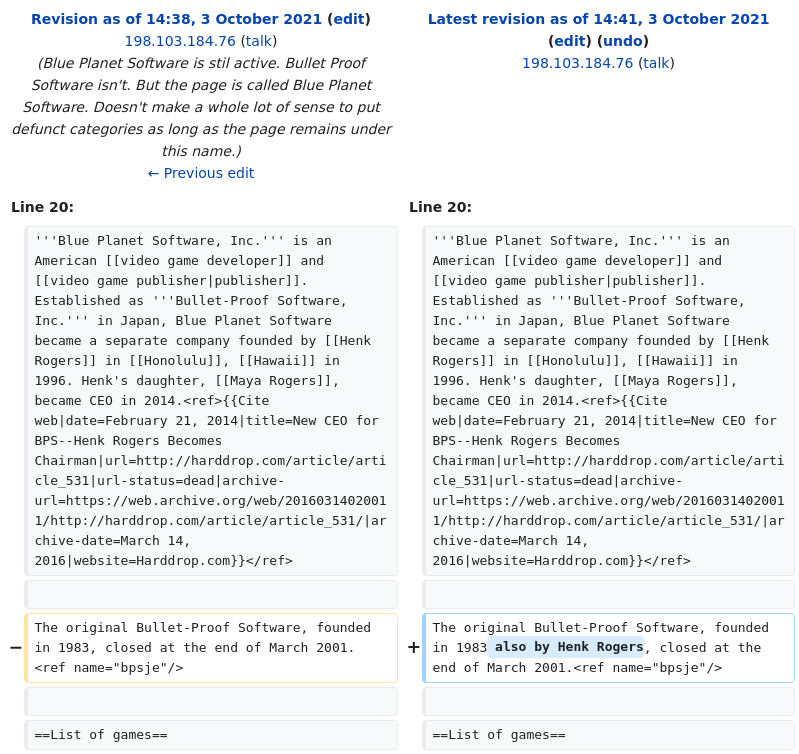 Revision as of 14:38, 3 October 2021 (edit)
198.103.184.76 (talk)
(Blue Planet Software is stil active. Bullet Proof
Software isn't. But the page is called Blue Planet
Software. Doesn't make a whole lot of sense to put
defunct categories as long as the page remains under
this name.)
← Previous edit
Latest revision as of 14:41, 3 October 2021
(edit) (undo)
198.103.184.76 (talk)
Line 20:
'''Blue Planet Software, Inc.''' is an
American [[video game developer]] and
[[video game publisher|publisher]].
Established as '''Bullet-Proof Software,
Inc.''' in Japan, Blue Planet Software
became a separate company founded by [[Henk
Rogers]] in [[Honolulu]], [[Hawaii]] in
1996. Henk's daughter, [[Maya Rogers]],
became CEO in 2014.<ref>{{Cite
web|date=February 21, 2014|title=New CEO for
BPS--Henk Rogers Becomes
Chairman|url=http://harddrop.com/article/arti
cle_531|url-status=dead|archive-
url=https://web.archive.org/web/2016031402001
1/http://harddrop.com/article/article_531/|ar
chive-date=March 14,
2016|website=Harddrop.com}}</ref>
− The original Bullet-Proof Software, founded
in 1983, closed at the end of March 2001.
<ref name="bpsje"/>
==List of games==
Line 20:
'''Blue Planet Software, Inc.''' is an
American [[video game developer]] and
[[video game publisher|publisher]].
Established as '''Bullet-Proof Software,
Inc.''' in Japan, Blue Planet Software
became a separate company founded by [[Henk
Rogers]] in [[Honolulu]], [[Hawaii]] in
1996. Henk's daughter, [[Maya Rogers]],
became CEO in 2014.<ref>{{Cite
web|date=February 21, 2014|title=New CEO for
BPS--Henk Rogers Becomes
Chairman|url=http://harddrop.com/article/arti
cle_531|url-status=dead|archive-
url=https://web.archive.org/web/2016031402001
1/http://harddrop.com/article/article_531/|ar
chive-date=March 14,
2016|website=Harddrop.com}}</ref>
+ The original Bullet-Proof Software, founded
in 1983 also by Henk Rogers, closed at the
end of March 2001.<ref name="bpsje"/>
==List of games==